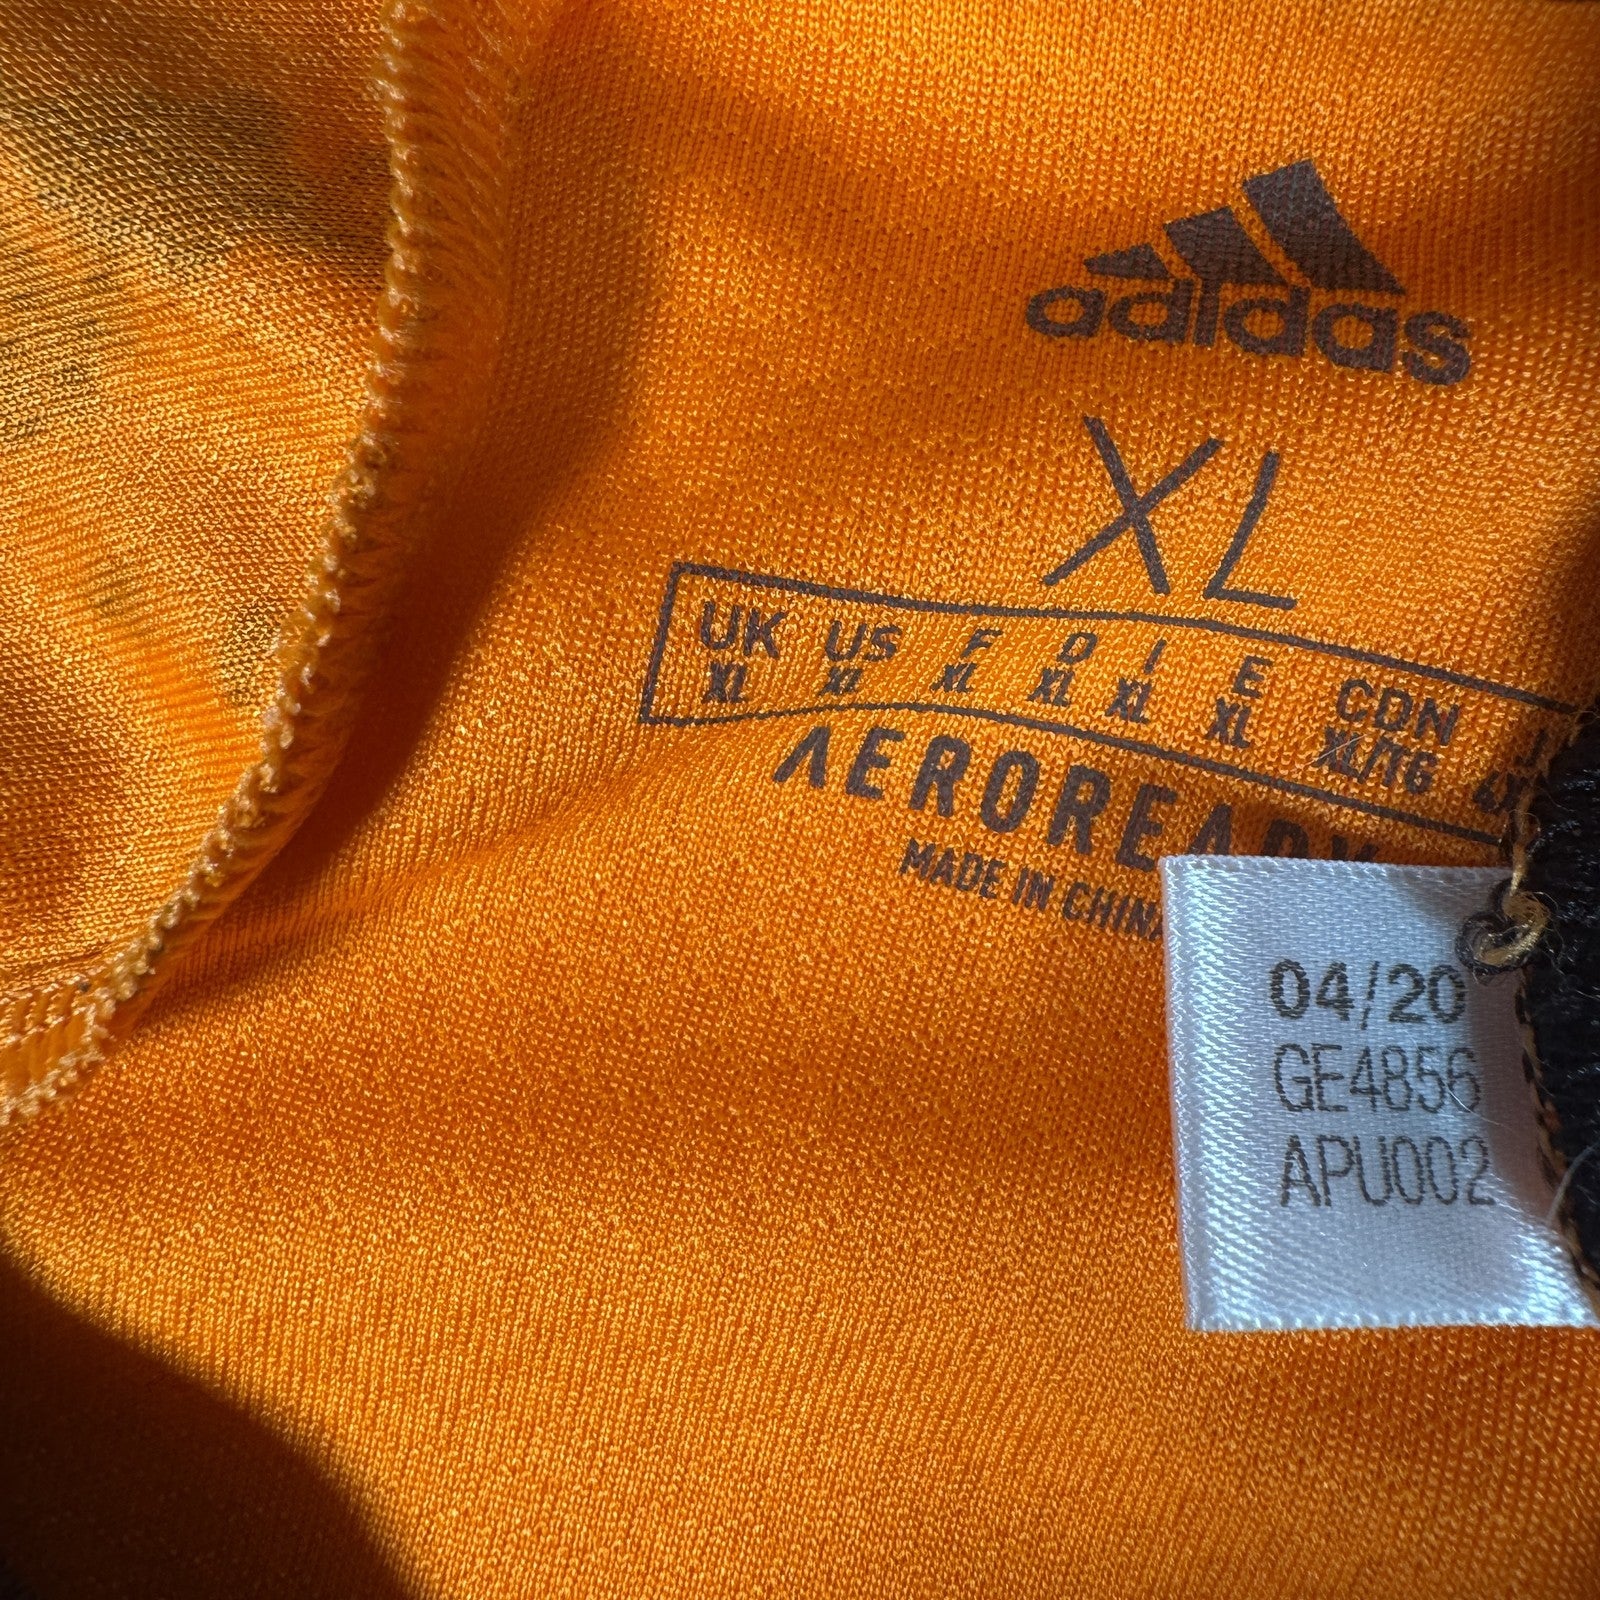 adidas
XL
UK US F D I E CDN
XL XL XL XL XL XL XL/TG
AEROREADY
MADE IN CHINA
04/20
GE4856
APU002